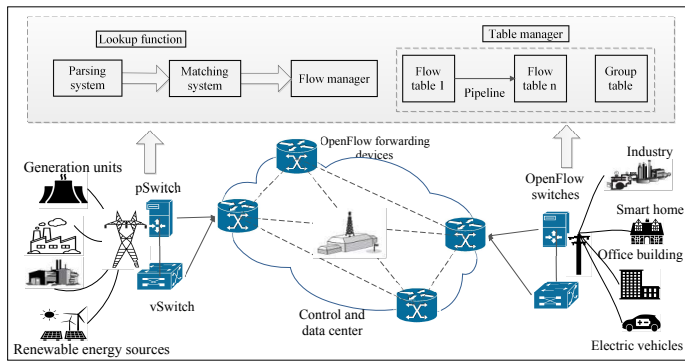 Lookup function
Table manager
Parsing
system
Matching
system
Flow manager
Flow
table 1
Pipeline
Flow
table n
Group
table
Generation units
pSwitch
vSwitch
Renewable energy sources
OpenFlow forwarding
devices
Control and
data center
OpenFlow
switches
Industry
Smart home
Office building
Electric vehicles